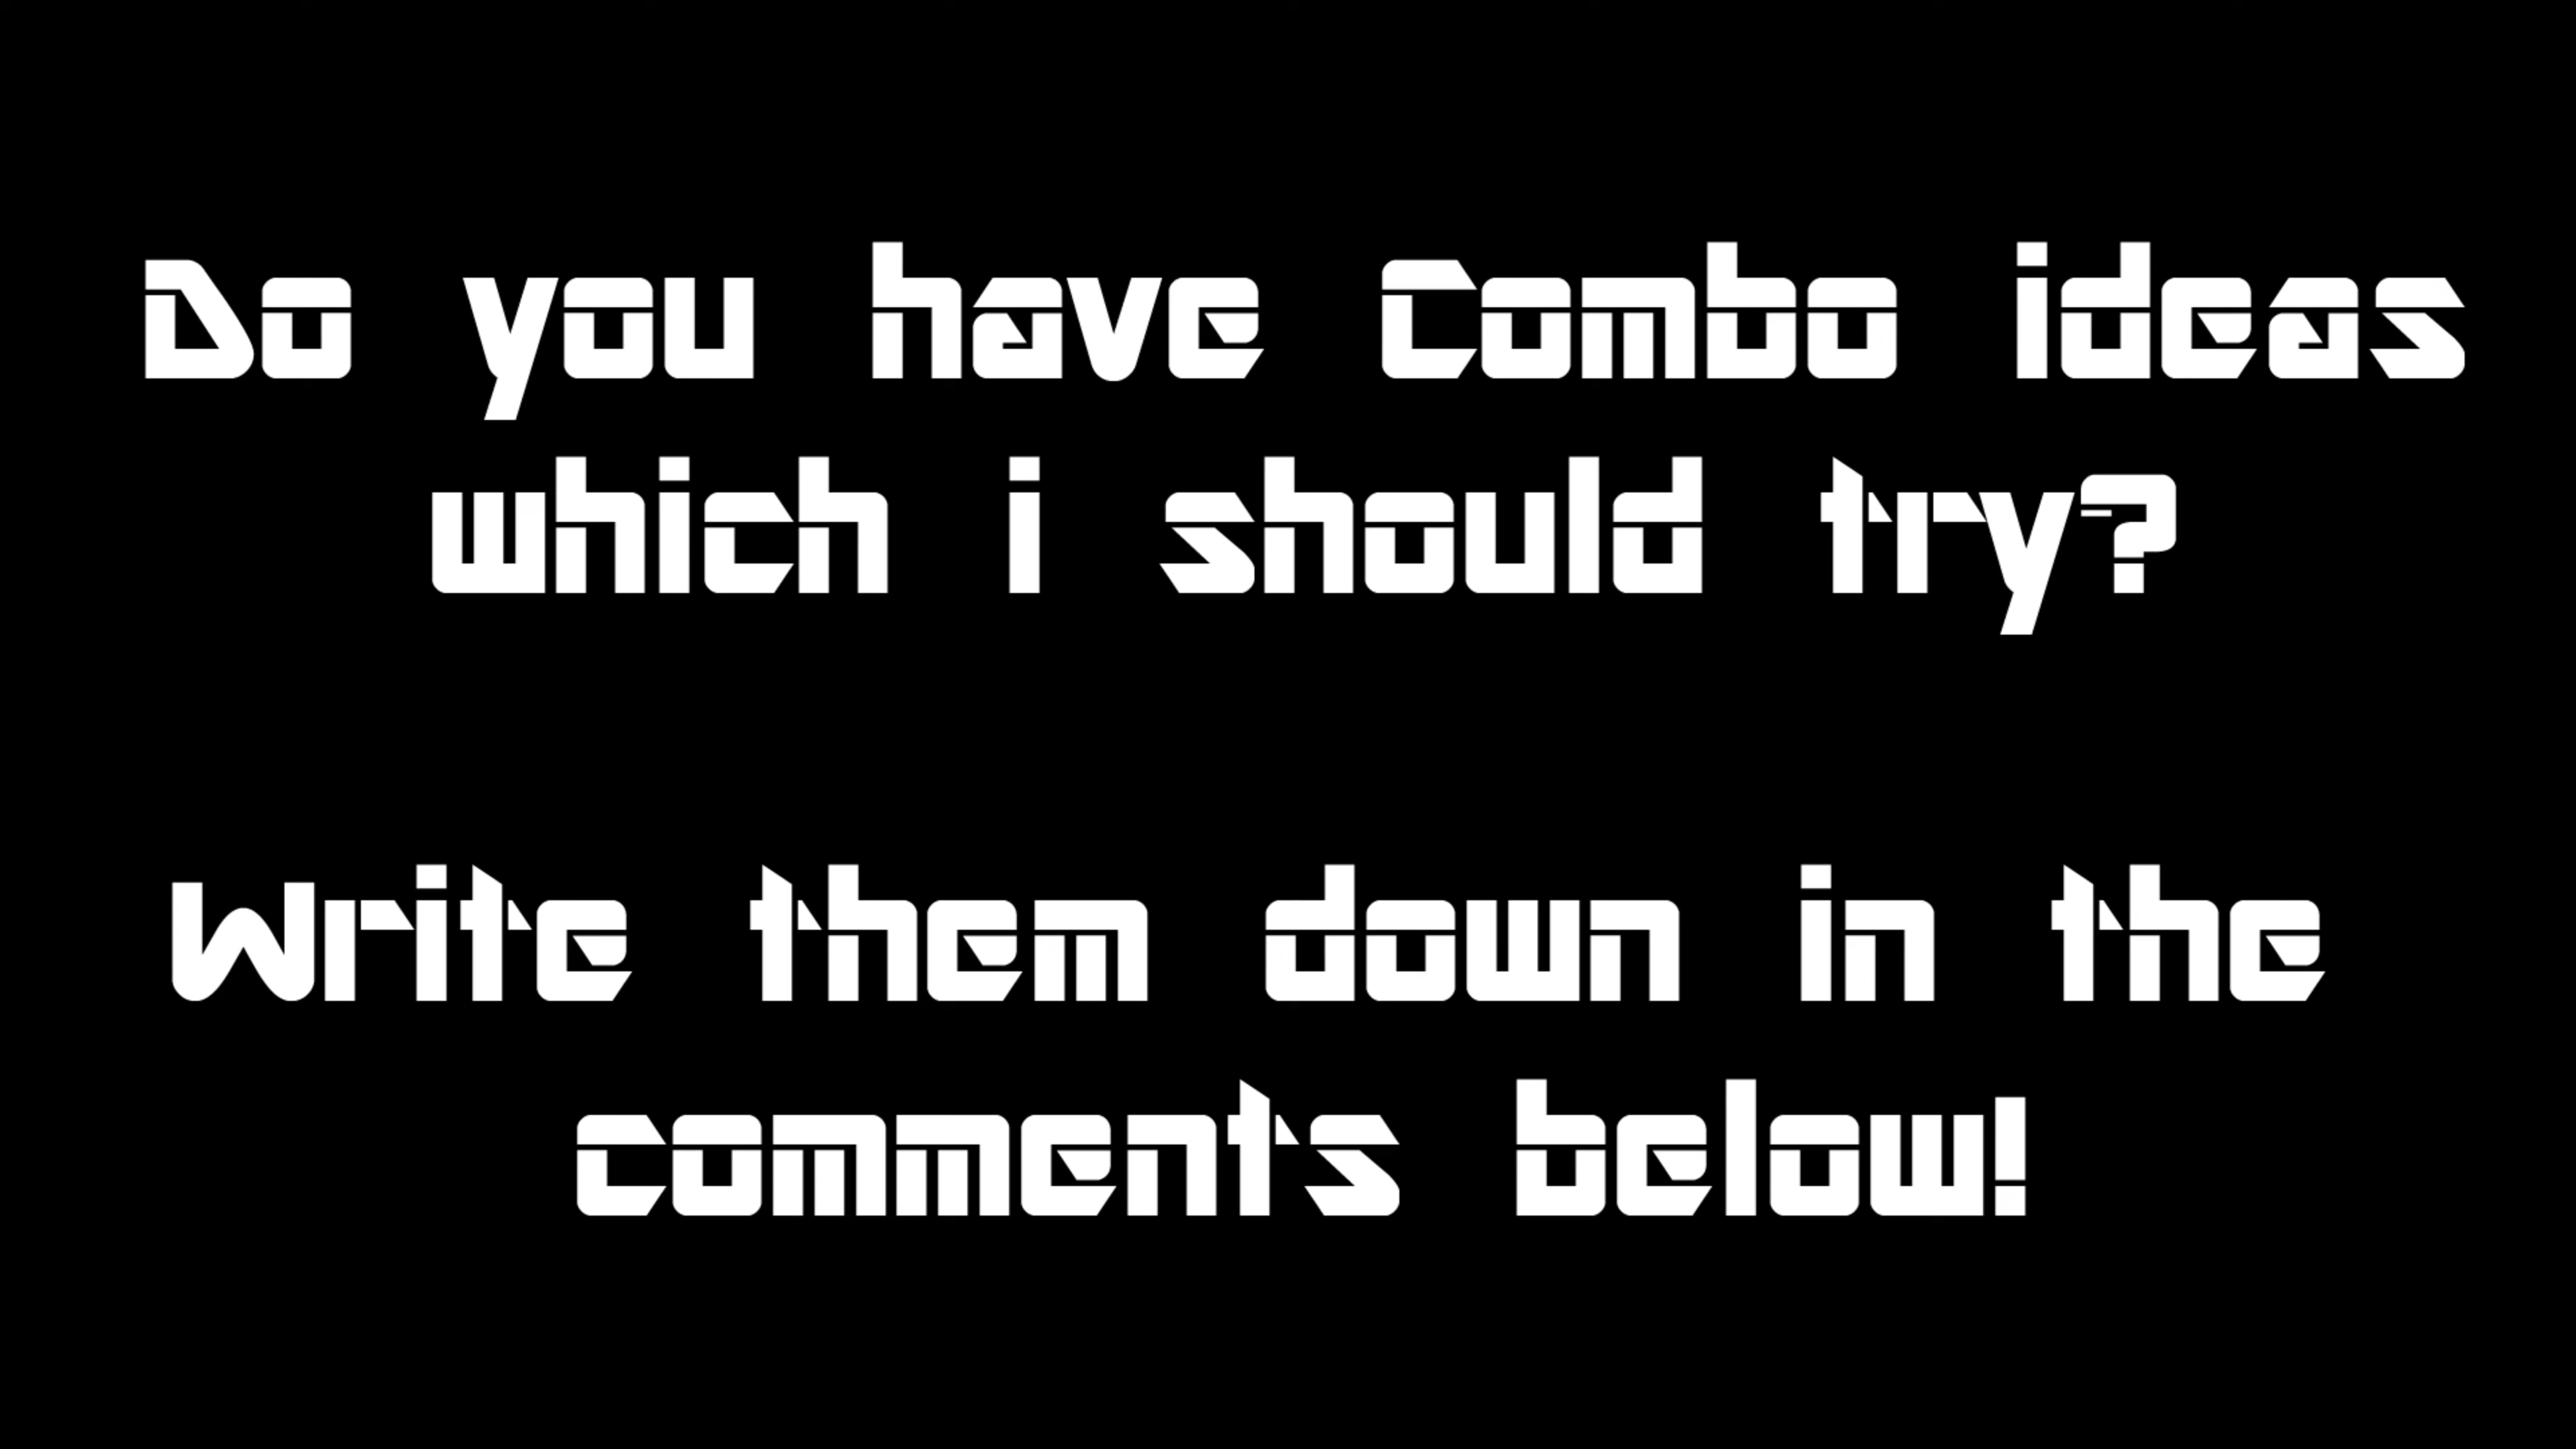 Do you have Combo ideas
which i should try?
Write them down in the
comments below!